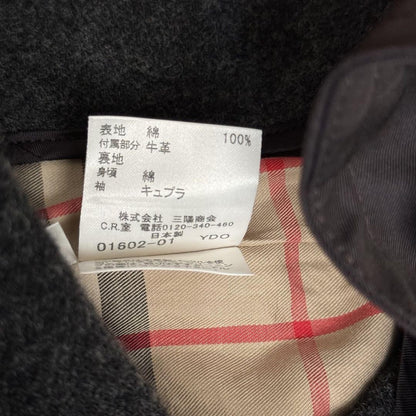 表地 綿 100%
付属部分 牛革
裏地
身頃 綿
袖 キュプラ
株式会社 三陽商会
C.R.室 電話0120-340-460
日本製
01602-01 YDO